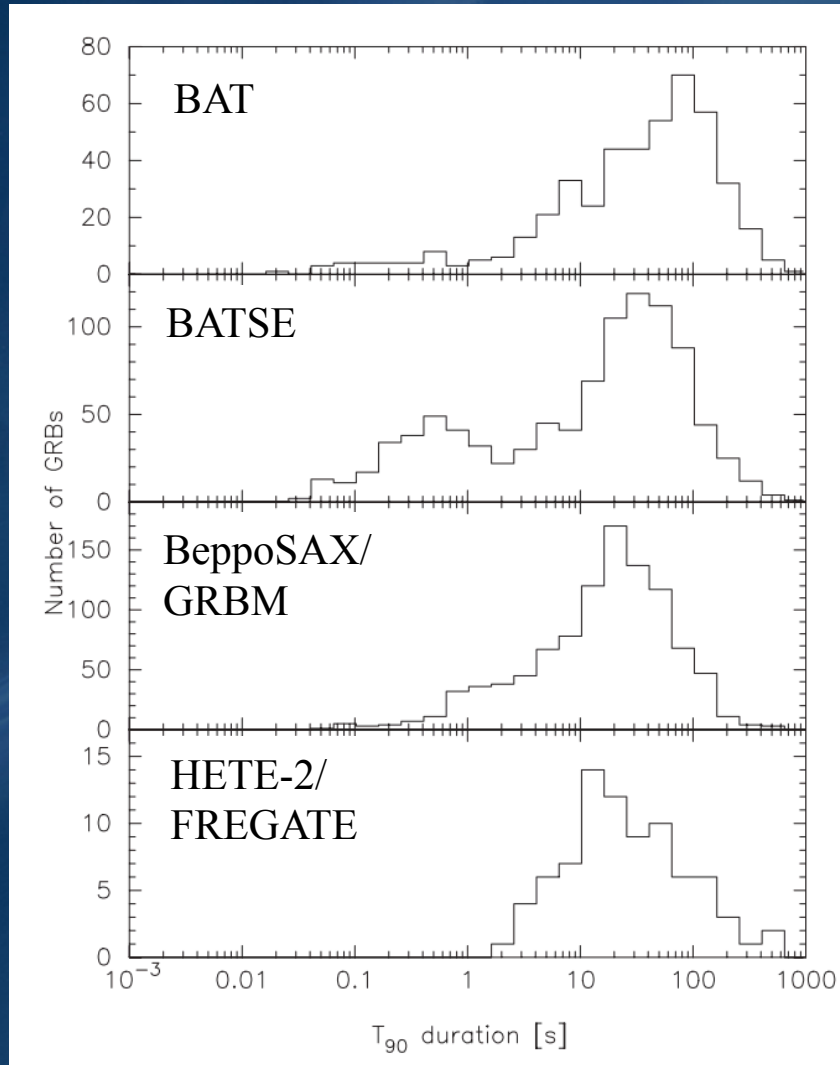 80
60
40
20
0
BAT
100
50
0
BATSE
150
100
50
0
BeppoSAX/
GRBM
15
10
5
0
HETE-2/
FREGATE
Number of GRBs
10⁻³ 0.01 0.1 1 10 100 1000
T₉₀ duration [s]